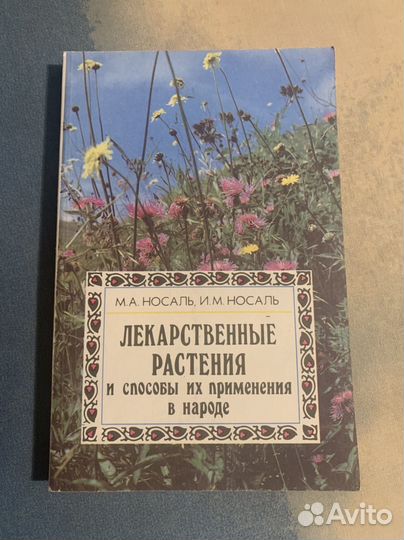 М.А. НОСАЛЬ, И.М. НОСАЛЬ
ЛЕКАРСТВЕННЫЕ
РАСТЕНИЯ
и способы их применения
в народе
Avito